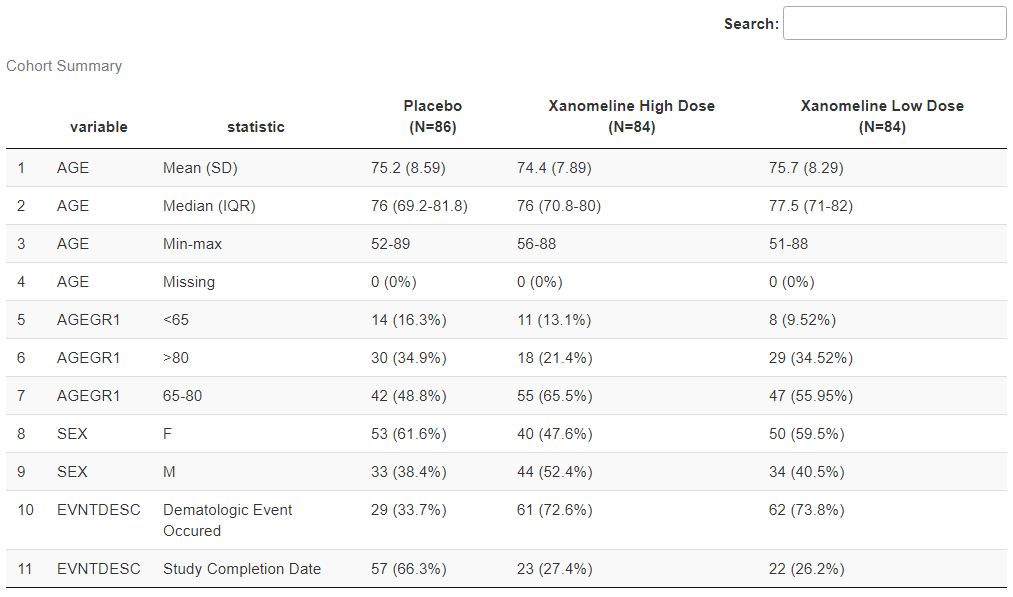 Search:
Cohort Summary
variable statistic Placebo (N=86) Xanomeline High Dose (N=84) Xanomeline Low Dose (N=84)
1 AGE Mean (SD) 75.2 (8.59) 74.4 (7.89) 75.7 (8.29)
2 AGE Median (IQR) 76 (69.2-81.8) 76 (70.8-80) 77.5 (71-82)
3 AGE Min-max 52-89 56-88 51-88
4 AGE Missing 0 (0%) 0 (0%) 0 (0%)
5 AGEGR1 <65 14 (16.3%) 11 (13.1%) 8 (9.52%)
6 AGEGR1 >80 30 (34.9%) 18 (21.4%) 29 (34.52%)
7 AGEGR1 65-80 42 (48.8%) 55 (65.5%) 47 (55.95%)
8 SEX F 53 (61.6%) 40 (47.6%) 50 (59.5%)
9 SEX M 33 (38.4%) 44 (52.4%) 34 (40.5%)
10 EVNTDESC Dematologic Event Occured 29 (33.7%) 61 (72.6%) 62 (73.8%)
11 EVNTDESC Study Completion Date 57 (66.3%) 23 (27.4%) 22 (26.2%)